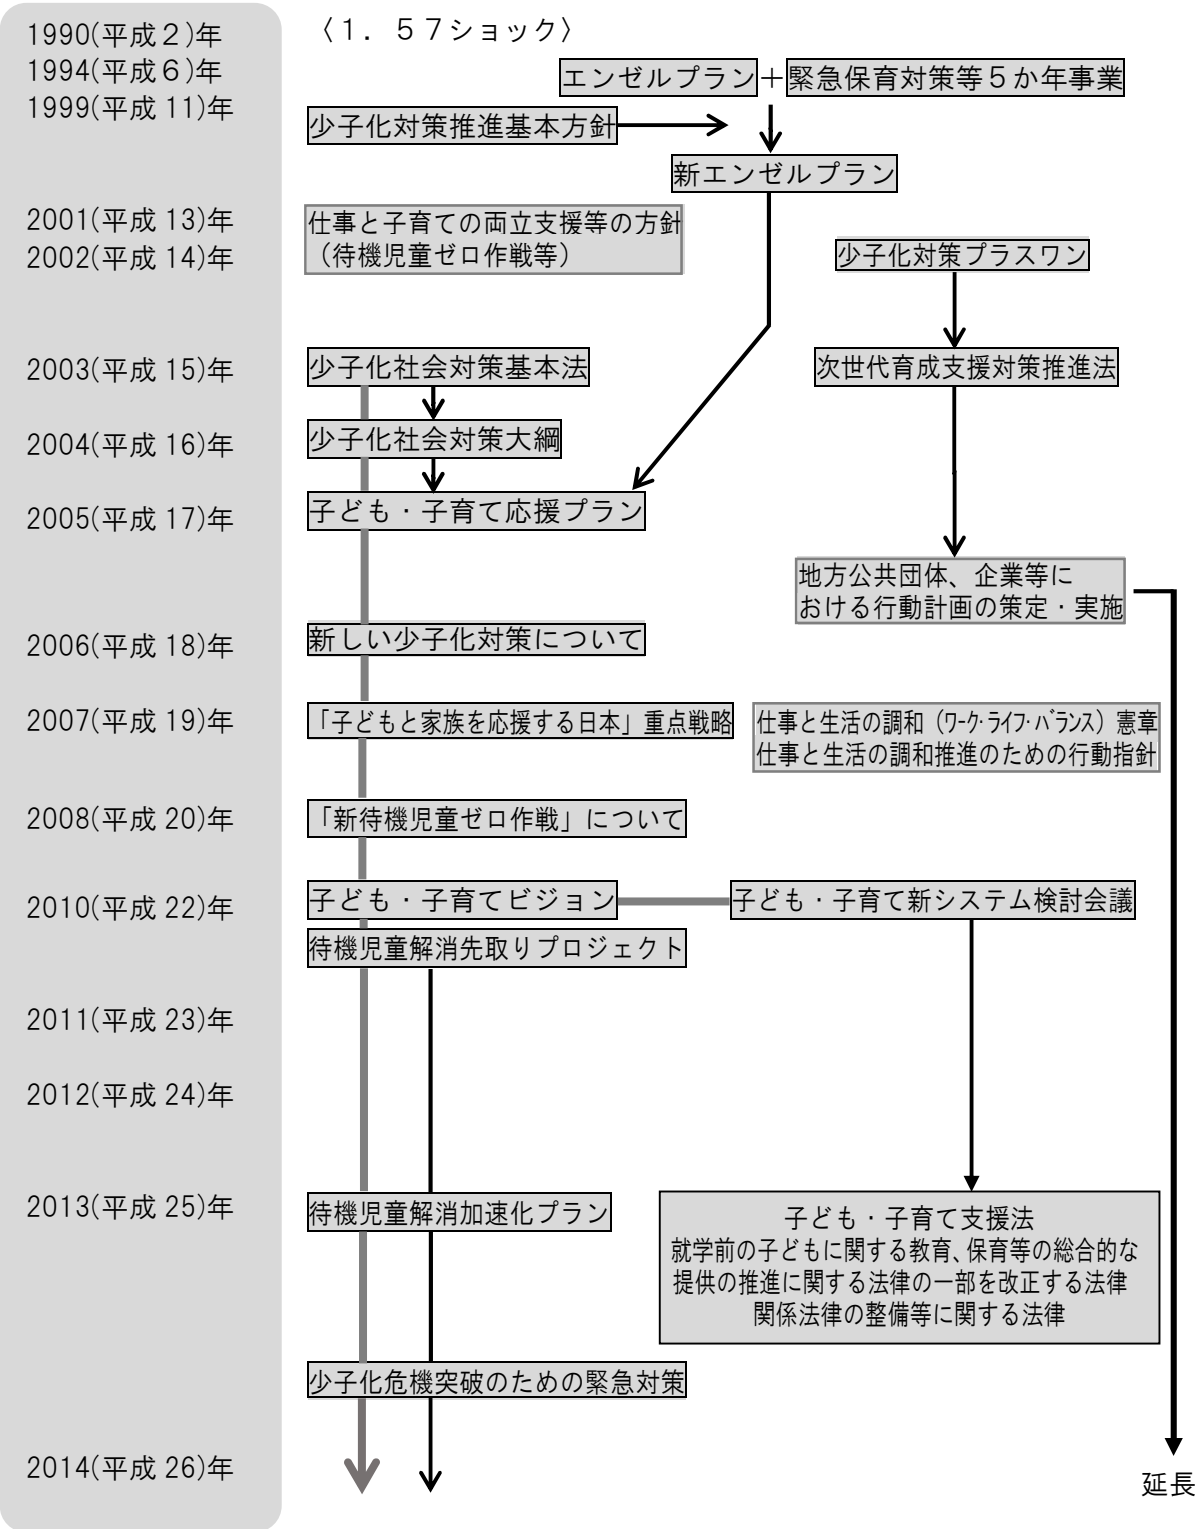 1990(平成２)年
〈１．５７ショック〉
1994(平成６)年
エンゼルプラン＋緊急保育対策等５か年事業
1999(平成 11)年
少子化対策推進基本方針
新エンゼルプラン
2001(平成 13)年
仕事と子育ての両立支援等の方針
（待機児童ゼロ作戦等）
2002(平成 14)年
少子化対策プラスワン
2003(平成 15)年
少子化社会対策基本法
次世代育成支援対策推進法
2004(平成 16)年
少子化社会対策大綱
2005(平成 17)年
子ども・子育て応援プラン
地方公共団体、企業等に
おける行動計画の策定・実施
2006(平成 18)年
新しい少子化対策について
2007(平成 19)年
「子どもと家族を応援する日本」重点戦略
仕事と生活の調和（ﾜｰｸ･ﾗｲﾌ･ﾊﾞﾗﾝｽ）憲章
仕事と生活の調和推進のための行動指針
2008(平成 20)年
「新待機児童ゼロ作戦」について
2010(平成 22)年
子ども・子育てビジョン
子ども・子育て新システム検討会議
待機児童解消先取りプロジェクト
2011(平成 23)年
2012(平成 24)年
2013(平成 25)年
待機児童解消加速化プラン
子ども・子育て支援法
就学前の子どもに関する教育、保育等の総合的な
提供の推進に関する法律の一部を改正する法律
関係法律の整備等に関する法律
少子化危機突破のための緊急対策
2014(平成 26)年
延長